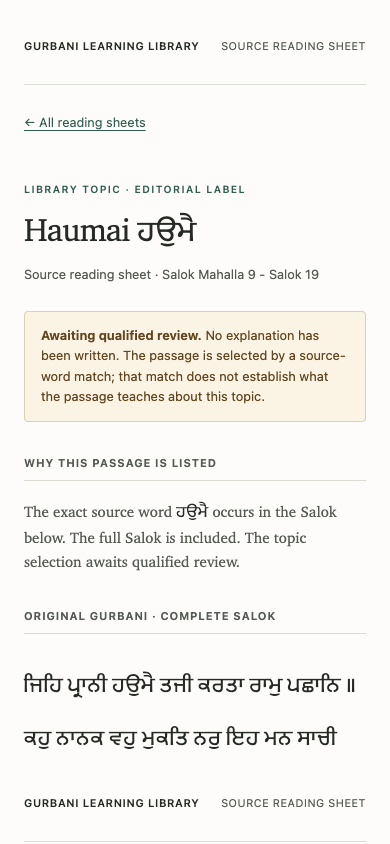 GURBANI LEARNING LIBRARY SOURCE READING SHEET
← All reading sheets
LIBRARY TOPIC · EDITORIAL LABEL
Haumai ਹਉਮੈ
Source reading sheet · Salok Mahalla 9 - Salok 19
Awaiting qualified review. No explanation has
been written. The passage is selected by a source-
word match; that match does not establish what
the passage teaches about this topic.
WHY THIS PASSAGE IS LISTED
The exact source word ਹਉਮੈ occurs in the Salok
below. The full Salok is included. The topic
selection awaits qualified review.
ORIGINAL GURBANI · COMPLETE SALOK
ਜਿਹਿ ਪ੍ਰਾਨੀ ਹਉਮੈ ਤਜੀ ਕਰਤਾ ਰਾਮੁ ਪਛਾਨਿ ॥
ਕਹੁ ਨਾਨਕ ਵਹੁ ਮੁਕਤਿ ਨਰੁ ਇਹ ਮਨ ਸਾਚੀ
GURBANI LEARNING LIBRARY SOURCE READING SHEET